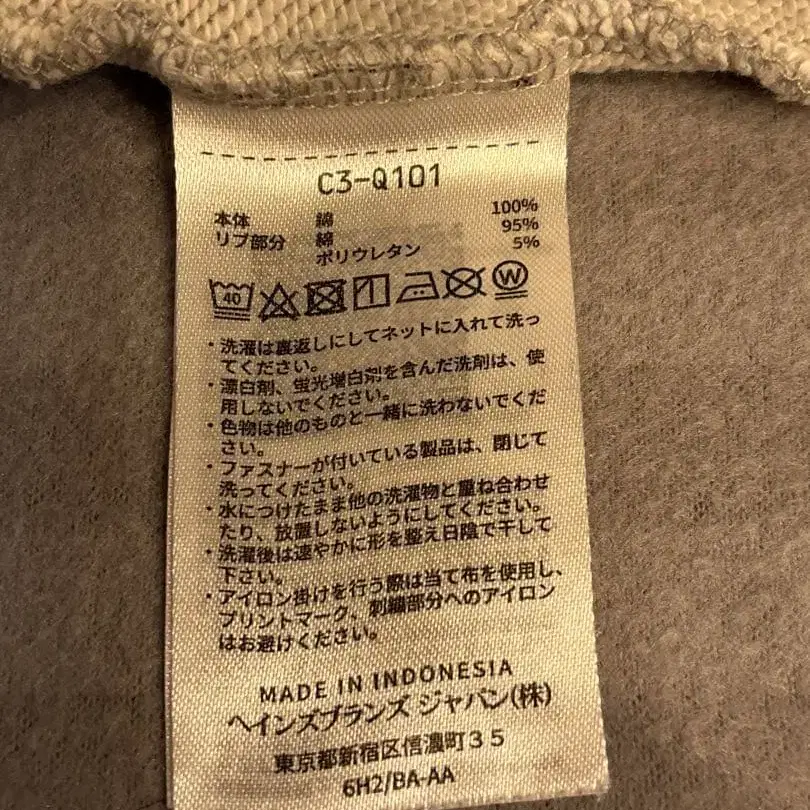 C3-Q101
本体 綿 100%
リブ部分 綿 95%
ポリウレタン 5%
40 W
・洗濯は裏返しにしてネットに入れて洗っ
てください。
・漂白剤、蛍光増白剤を含んだ洗剤は、使
用しないでください。
・色物は他のものと一緒に洗わないでくだ
さい。
・ファスナーが付いている製品は、閉じて
洗ってください。
・水につけたまま他の洗濯物と重ね合わせ
たり、放置しないようにしてください。
・洗濯後は速やかに形を整え日陰で干して
下さい。
・アイロン掛けを行う際は当て布を使用し、
プリントマーク、刺繍部分へのアイロン
はお避けください。
MADE IN INDONESIA
ヘインズブランズ ジャパン(株)
東京都新宿区信濃町35
6H2/BA-AA